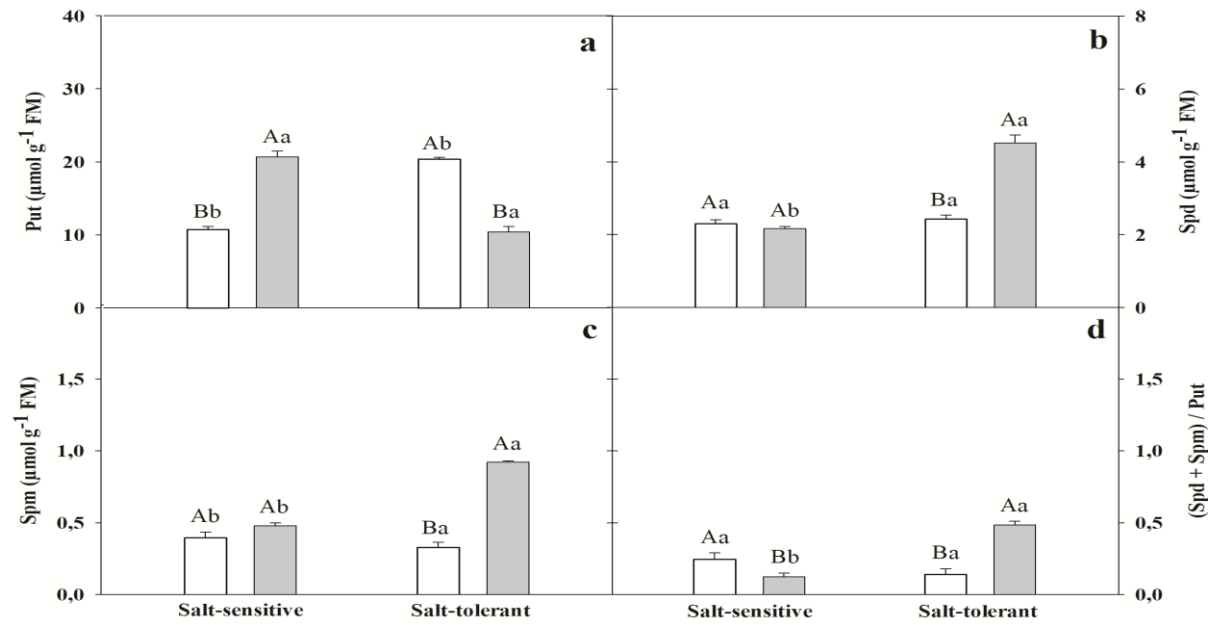 40
30
20
10
0
Put (µmol g⁻¹ FM)
a
Bb
Aa
Ab
Ba
b
Aa
Ab
Ba
Aa
8
6
4
2
0
Spd (µmol g⁻¹ FM)
1,5
1,0
0,5
0,0
Spm (µmol g⁻¹ FM)
c
Ab
Ab
Ba
Aa
Salt-sensitive
Salt-tolerant
d
Aa
Bb
Ba
Aa
Salt-sensitive
Salt-tolerant
1,5
1,0
0,5
0,0
(Spd + Spm) / Put